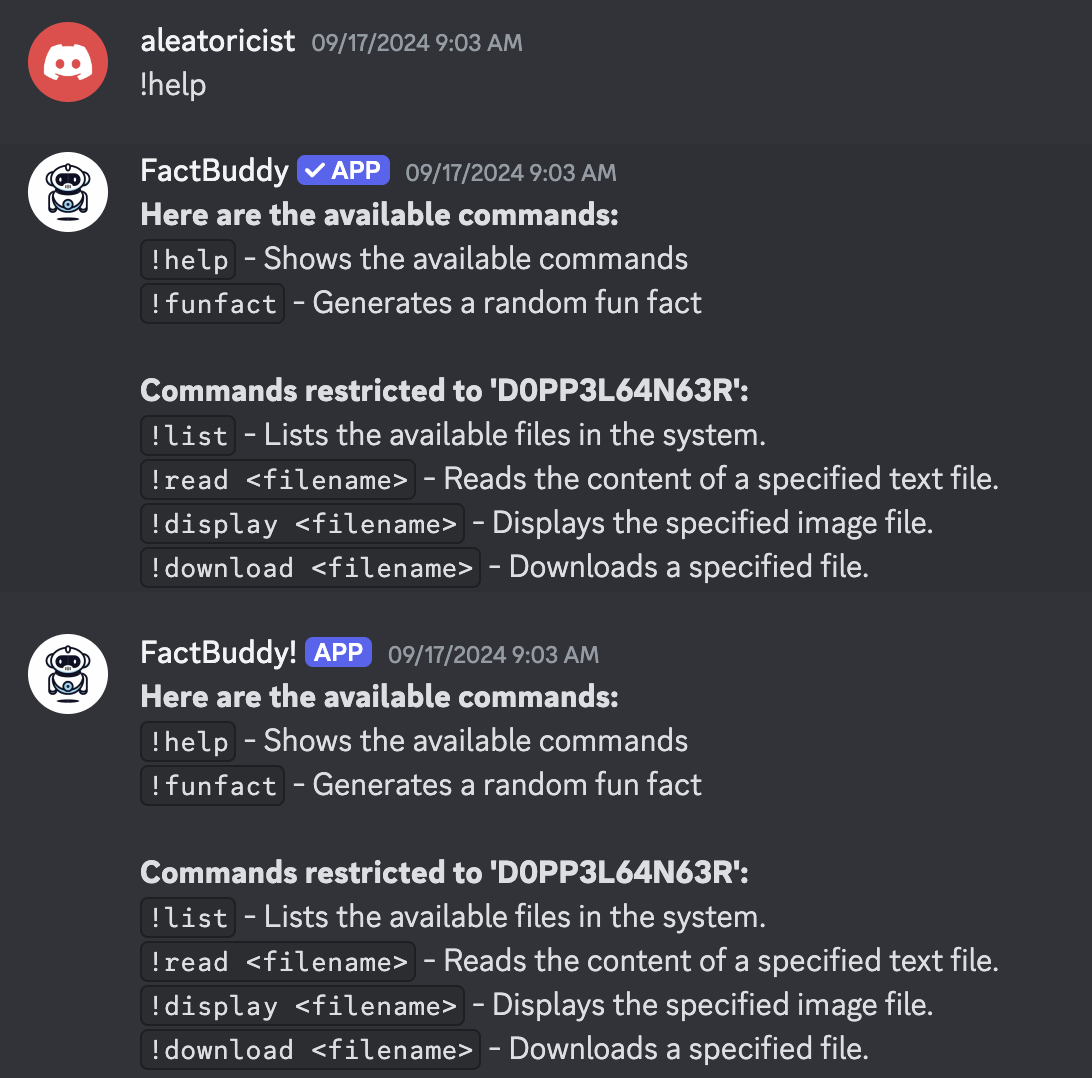 aleatoricist 09/17/2024 9:03 AM
!help
FactBuddy APP 09/17/2024 9:03 AM
Here are the available commands:
!help - Shows the available commands
!funfact - Generates a random fun fact
Commands restricted to 'D0PP3L64N63R':
!list - Lists the available files in the system.
!read <filename> - Reads the content of a specified text file.
!display <filename> - Displays the specified image file.
!download <filename> - Downloads a specified file.
FactBuddy! APP 09/17/2024 9:03 AM
Here are the available commands:
!help - Shows the available commands
!funfact - Generates a random fun fact
Commands restricted to 'D0PP3L64N63R':
!list - Lists the available files in the system.
!read <filename> - Reads the content of a specified text file.
!display <filename> - Displays the specified image file.
!download <filename> - Downloads a specified file.